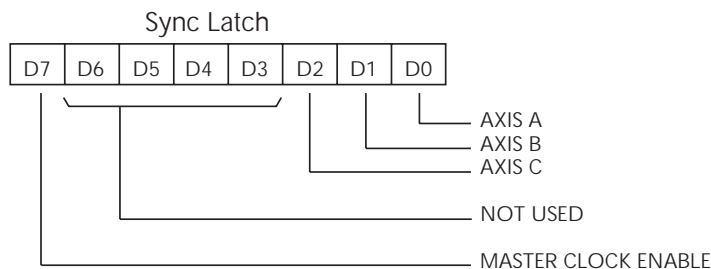 Sync Latch
D7 D6 D5 D4 D3 D2 D1 D0
AXIS A
AXIS B
AXIS C
NOT USED
MASTER CLOCK ENABLE